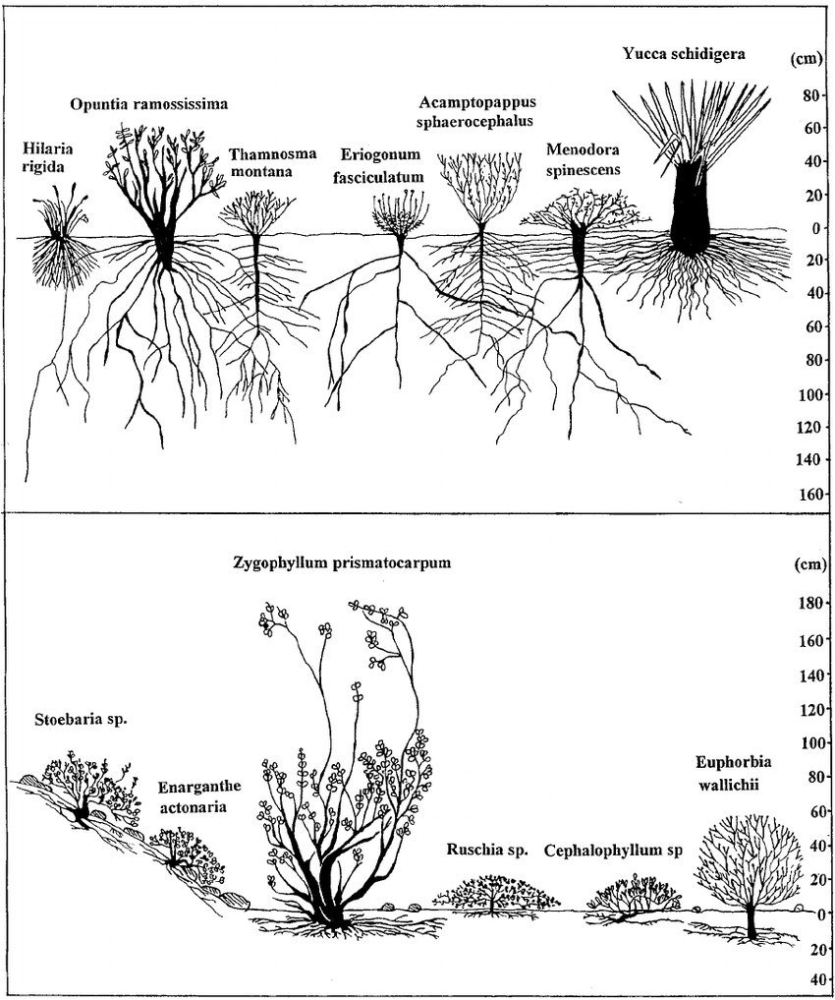 Yucca schidigera
(cm)
Opuntia ramossissima
Acamptopappus
sphaerocephalus
Hilaria
rigida
Thamnosma
montana
Eriogonum
fasciculatum
Menodora
spinescens
80
60
40
20
0
20
40
60
80
100
120
140
160
Zygophyllum prismatocarpum
(cm)
180
160
140
120
100
80
60
40
20
0
20
40
Stoebaria sp.
Enarganthe
actonaria
Euphorbia
wallichii
Ruschia sp.
Cephalophyllum sp